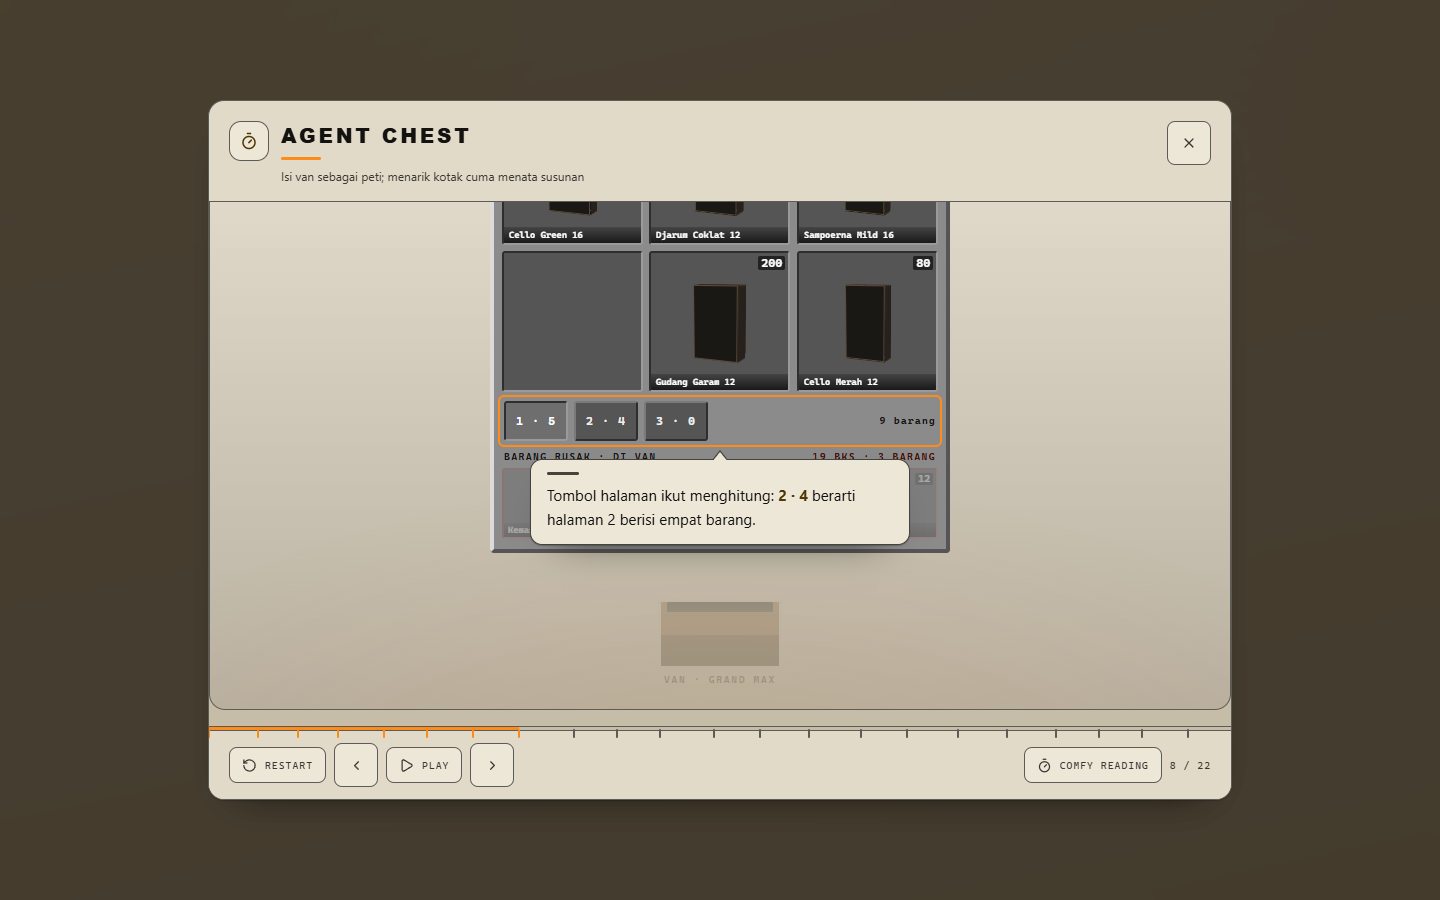 AGENT CHEST
Isi van sebagai peti; menarik kotak cuma menata susunan
Cello Green 16
Djarum Coklat 12
Sampoerna Mild 16
200
80
Gudang Garam 12
Cello Merah 12
1 · 5
2 · 4
3 · 0
9 barang
BARANG RUSAK · DI VAN
19 BKS · 3 BARANG
12
Tombol halaman ikut menghitung: 2 · 4 berarti
halaman 2 berisi empat barang.
VAN · GRAND MAX
RESTART
PLAY
COMFY READING
8 / 22